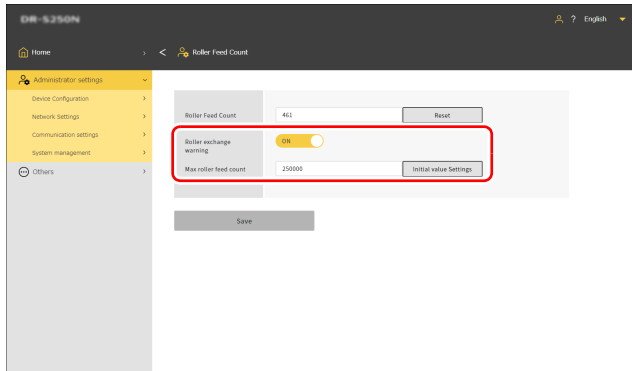 DR-S250N
? English
Home
Roller Feed Count
Administrator settings
Device Configuration
Network Settings
Communication settings
System management
Others
Roller Feed Count 461 Reset
Roller exchange
warning
ON
Max roller feed count 250000 Initial value Settings
Save